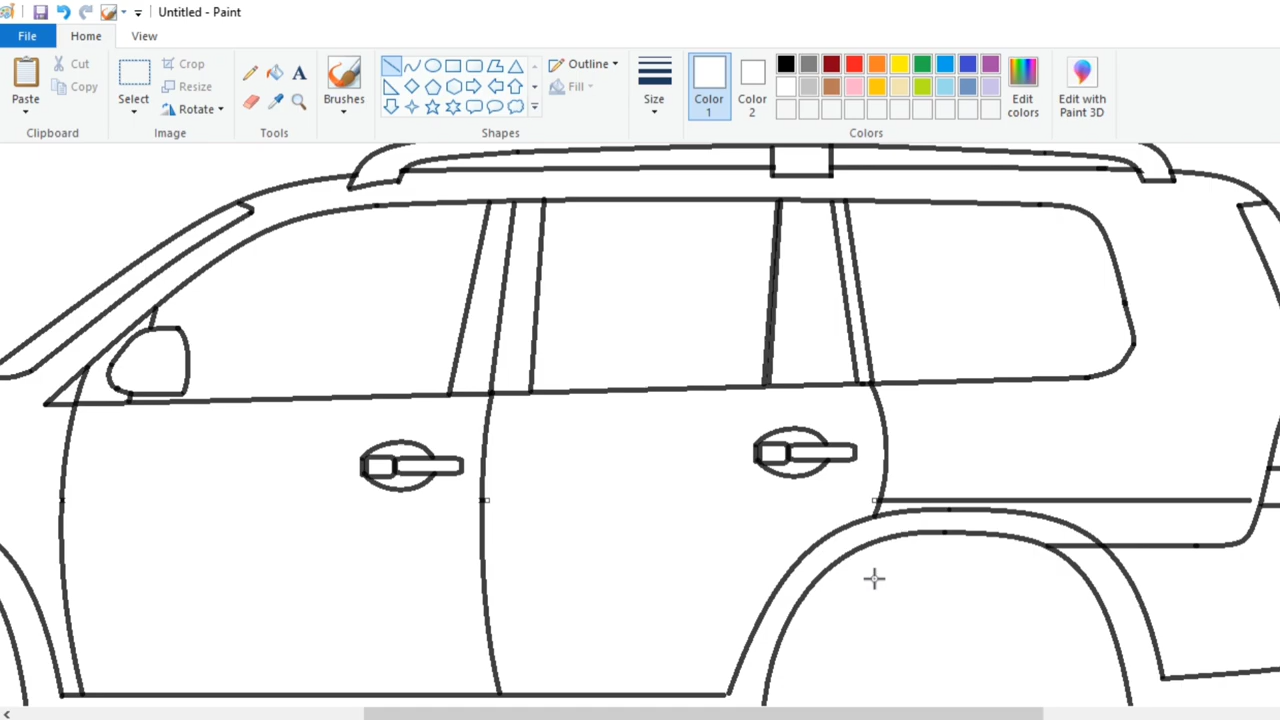 Untitled - Paint
File Home View
Paste
Cut
Copy
Clipboard
Select
Crop
Resize
Rotate
Image
A
Tools
Brushes
Outline
Fill
Shapes
Size
Color
1
Color
2
Edit
colors
Colors
Edit with
Paint 3D